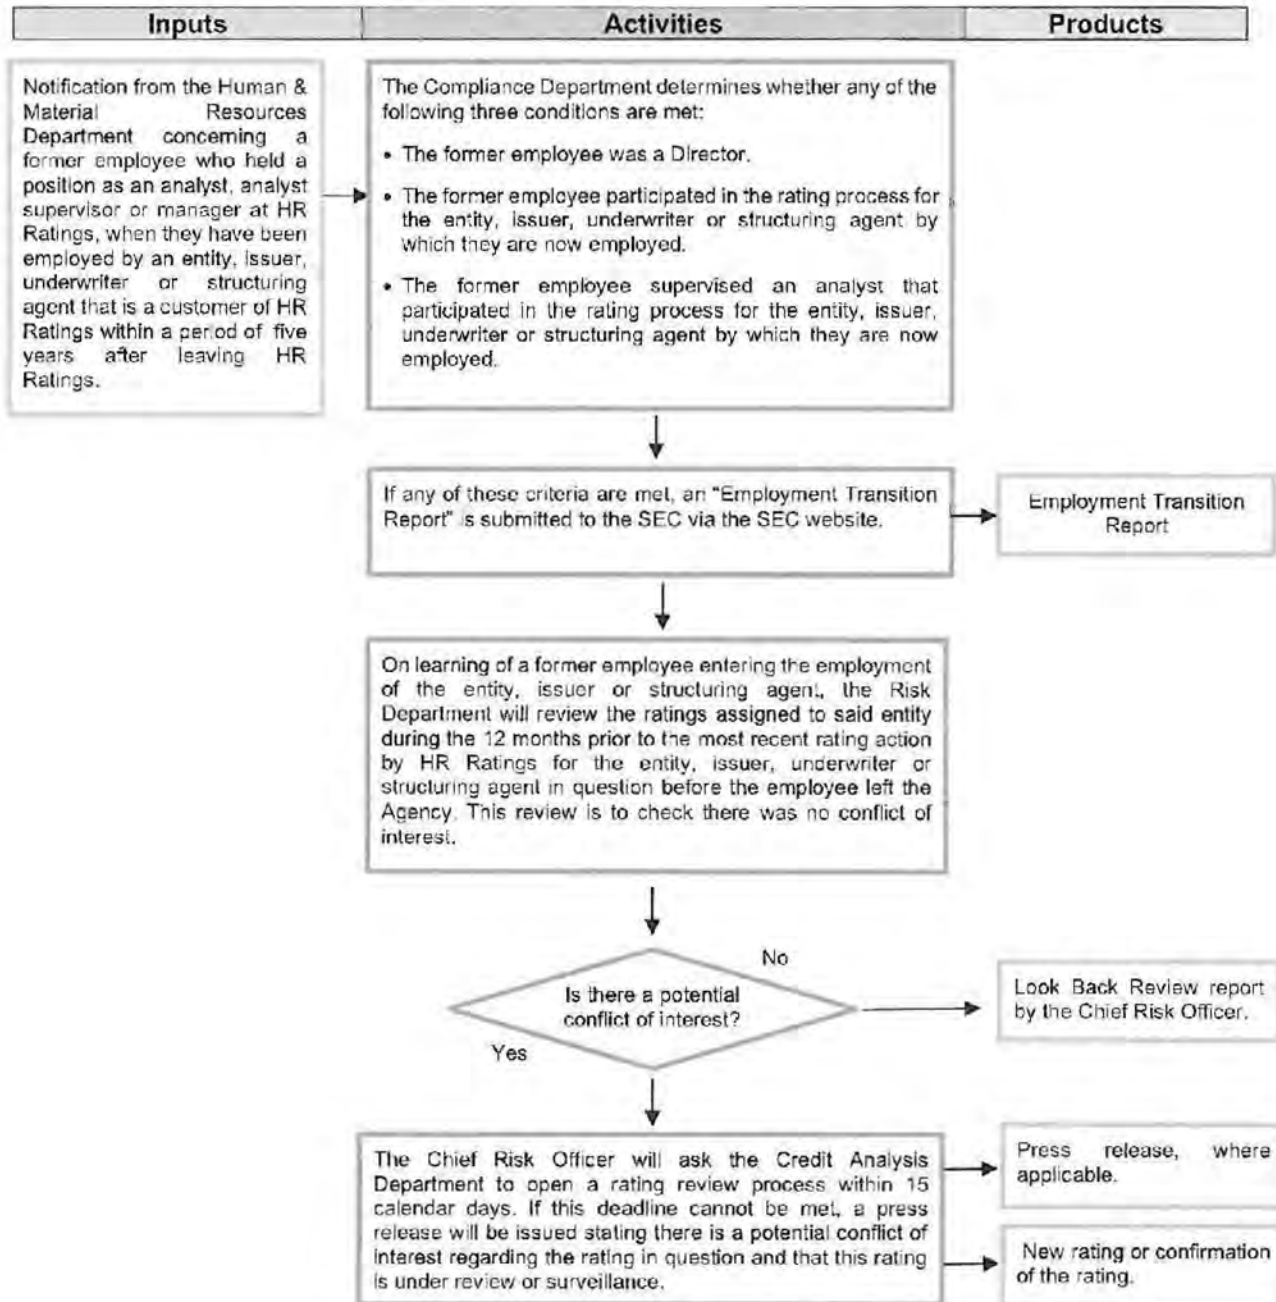 Inputs
Activities
Products
Notification from the Human &
Material Resources
Department concerning a
former employee who held a
position as an analyst, analyst
supervisor or manager at HR
Ratings, when they have been
employed by an entity, issuer,
underwriter or structuring
agent that is a customer of HR
Ratings within a period of five
years after leaving HR
Ratings.
The Compliance Department determines whether any of the
following three conditions are met:
• The former employee was a Director.
• The former employee participated in the rating process for
the entity, issuer, underwriter or structuring agent by
which they are now employed.
• The former employee supervised an analyst that
participated in the rating process for the entity, issuer,
underwriter or structuring agent by which they are now
employed.
If any of these criteria are met, an "Employment Transition
Report" is submitted to the SEC via the SEC website.
Employment Transition
Report
On learning of a former employee entering the employment
of the entity, issuer or structuring agent, the Risk
Department will review the ratings assigned to said entity
during the 12 months prior to the most recent rating action
by HR Ratings for the entity, issuer, underwriter or
structuring agent in question before the employee left the
Agency. This review is to check there was no conflict of
interest.
No
Is there a potential
conflict of interest?
Yes
Look Back Review report
by the Chief Risk Officer.
The Chief Risk Officer will ask the Credit Analysis
Department to open a rating review process within 15
calendar days. If this deadline cannot be met, a press
release will be issued stating there is a potential conflict of
interest regarding the rating in question and that this rating
is under review or surveillance.
Press release, where
applicable.
New rating or confirmation
of the rating.